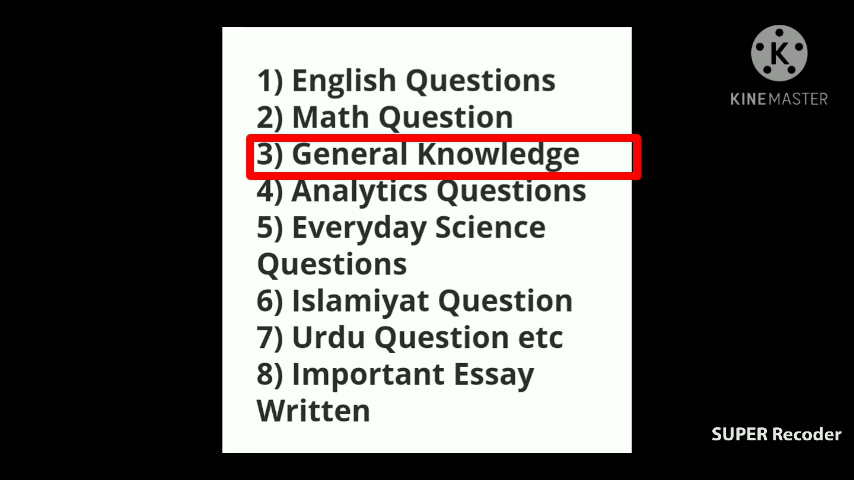 1) English Questions
2) Math Question
3) General Knowledge
4) Analytics Questions
5) Everyday Science
Questions
6) Islamiyat Question
7) Urdu Question etc
8) Important Essay
Written
K
KINEMASTER
SUPER Recoder